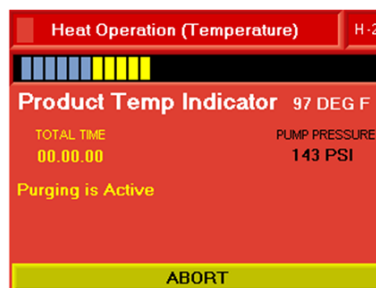 Heat Operation (Temperature) H-2
Product Temp Indicator 97 DEG F
TOTAL TIME PUMP PRESSURE
00.00.00 143 PSI
Purging is Active
ABORT